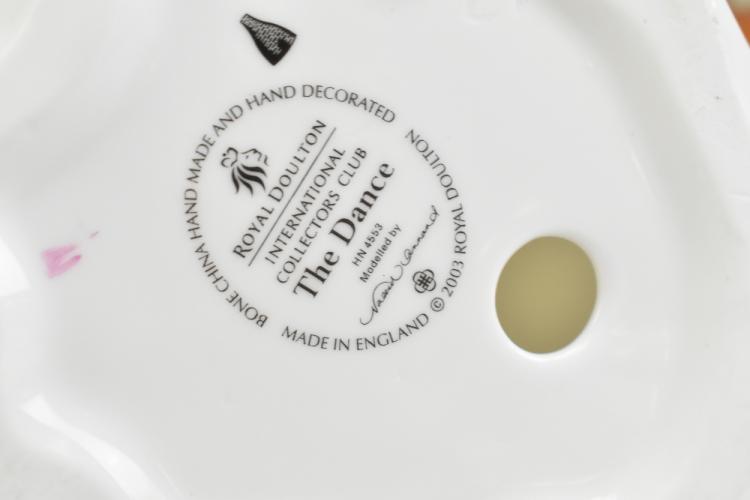 BONE CHINA HAND MADE AND HAND DECORATED
ROYAL DOULTON
INTERNATIONAL
COLLECTORS CLUB
The Dance
HN 4553
Modelled by
MADE IN ENGLAND
© 2003 ROYAL DOULTON